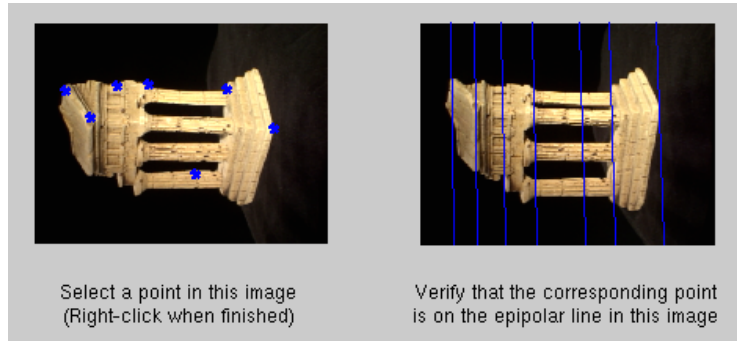 Select a point in this image
(Right-click when finished)
Verify that the corresponding point
is on the epipolar line in this image